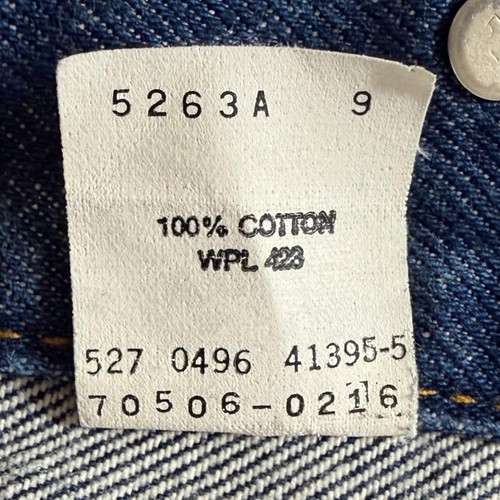 5263A 9
100% COTTON
WPL 423
527 0496 41395-5
70506-0216